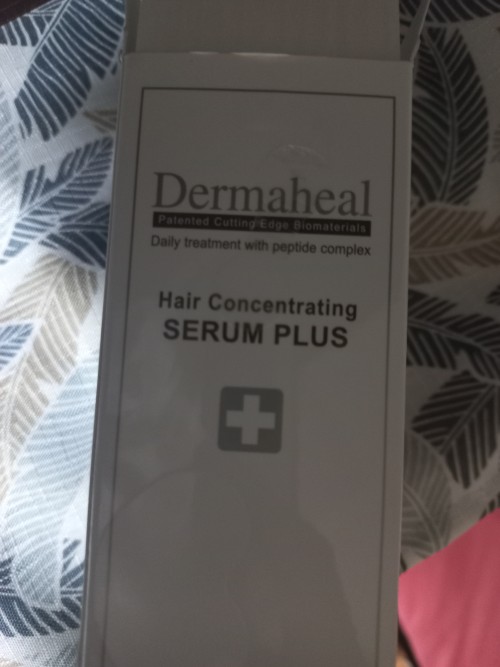 Dermaheal
Patented Cutting Edge Biomaterials
Daily treatment with peptide complex
Hair Concentrating
SERUM PLUS